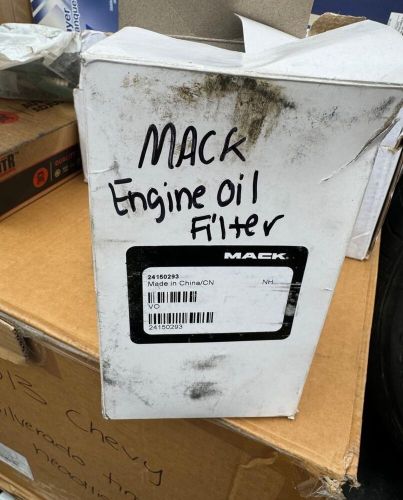 MACK
Engine oil
Filter
MACK
24150293
Made in China/CN NH
VO
24150293
Chevy